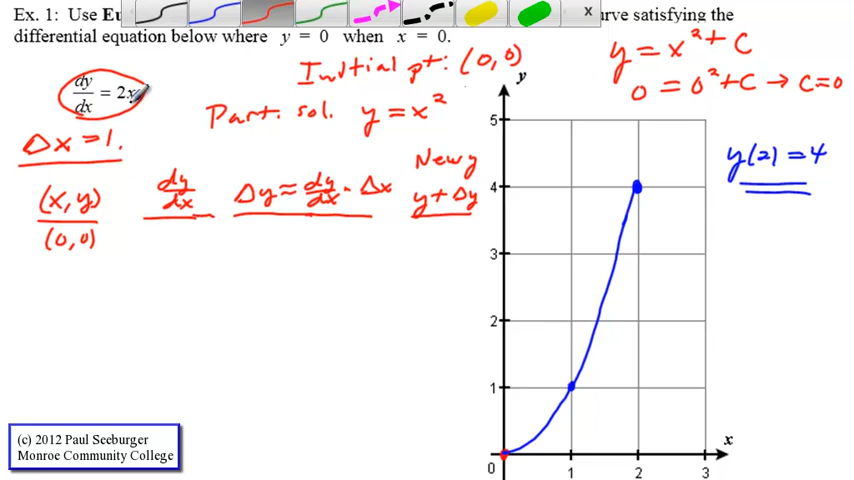 Ex. 1: Use Eu urve satisfying the
differential equation below where y = 0 when x = 0.
x
Initial pt: (0, 0)
y = x² + C
0 = 0² + C → C = 0
dy/dx = 2x
Part. sol. y = x²
Δx = 1.
y(2) = 4
(x, y) dy/dx Δy ≈ dy/dx · Δx New y y + Δy
(0, 0)
y
5
4
3
2
1
0 1 2 3
x
(c) 2012 Paul Seeburger
Monroe Community College